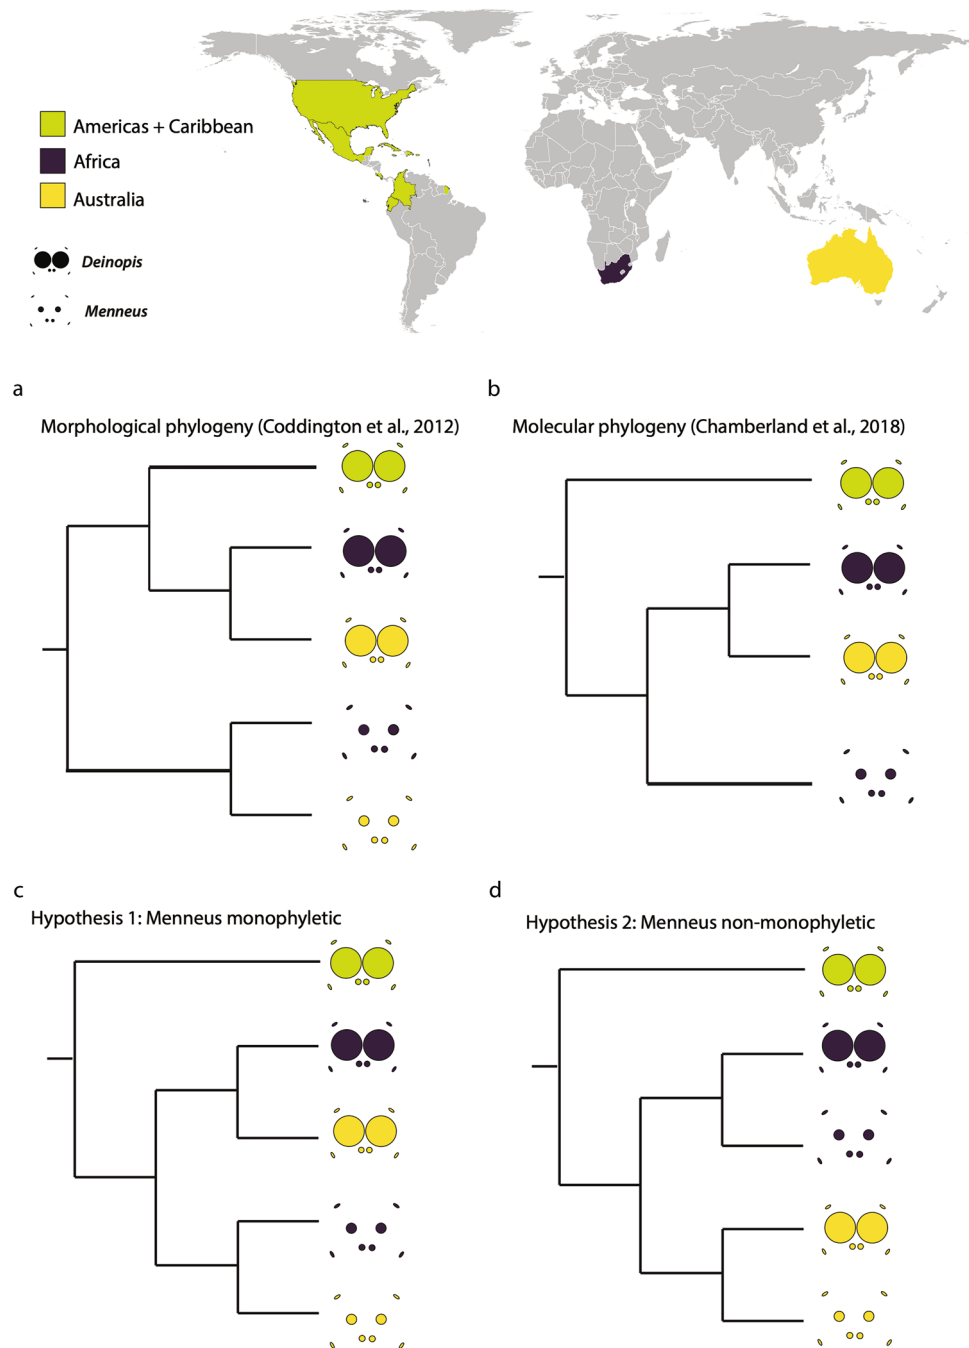 Americas + Caribbean
Africa
Australia
Deinopis
Menneus
a
Morphological phylogeny (Coddington et al., 2012)
b
Molecular phylogeny (Chamberland et al., 2018)
c
Hypothesis 1: Menneus monophyletic
d
Hypothesis 2: Menneus non-monophyletic